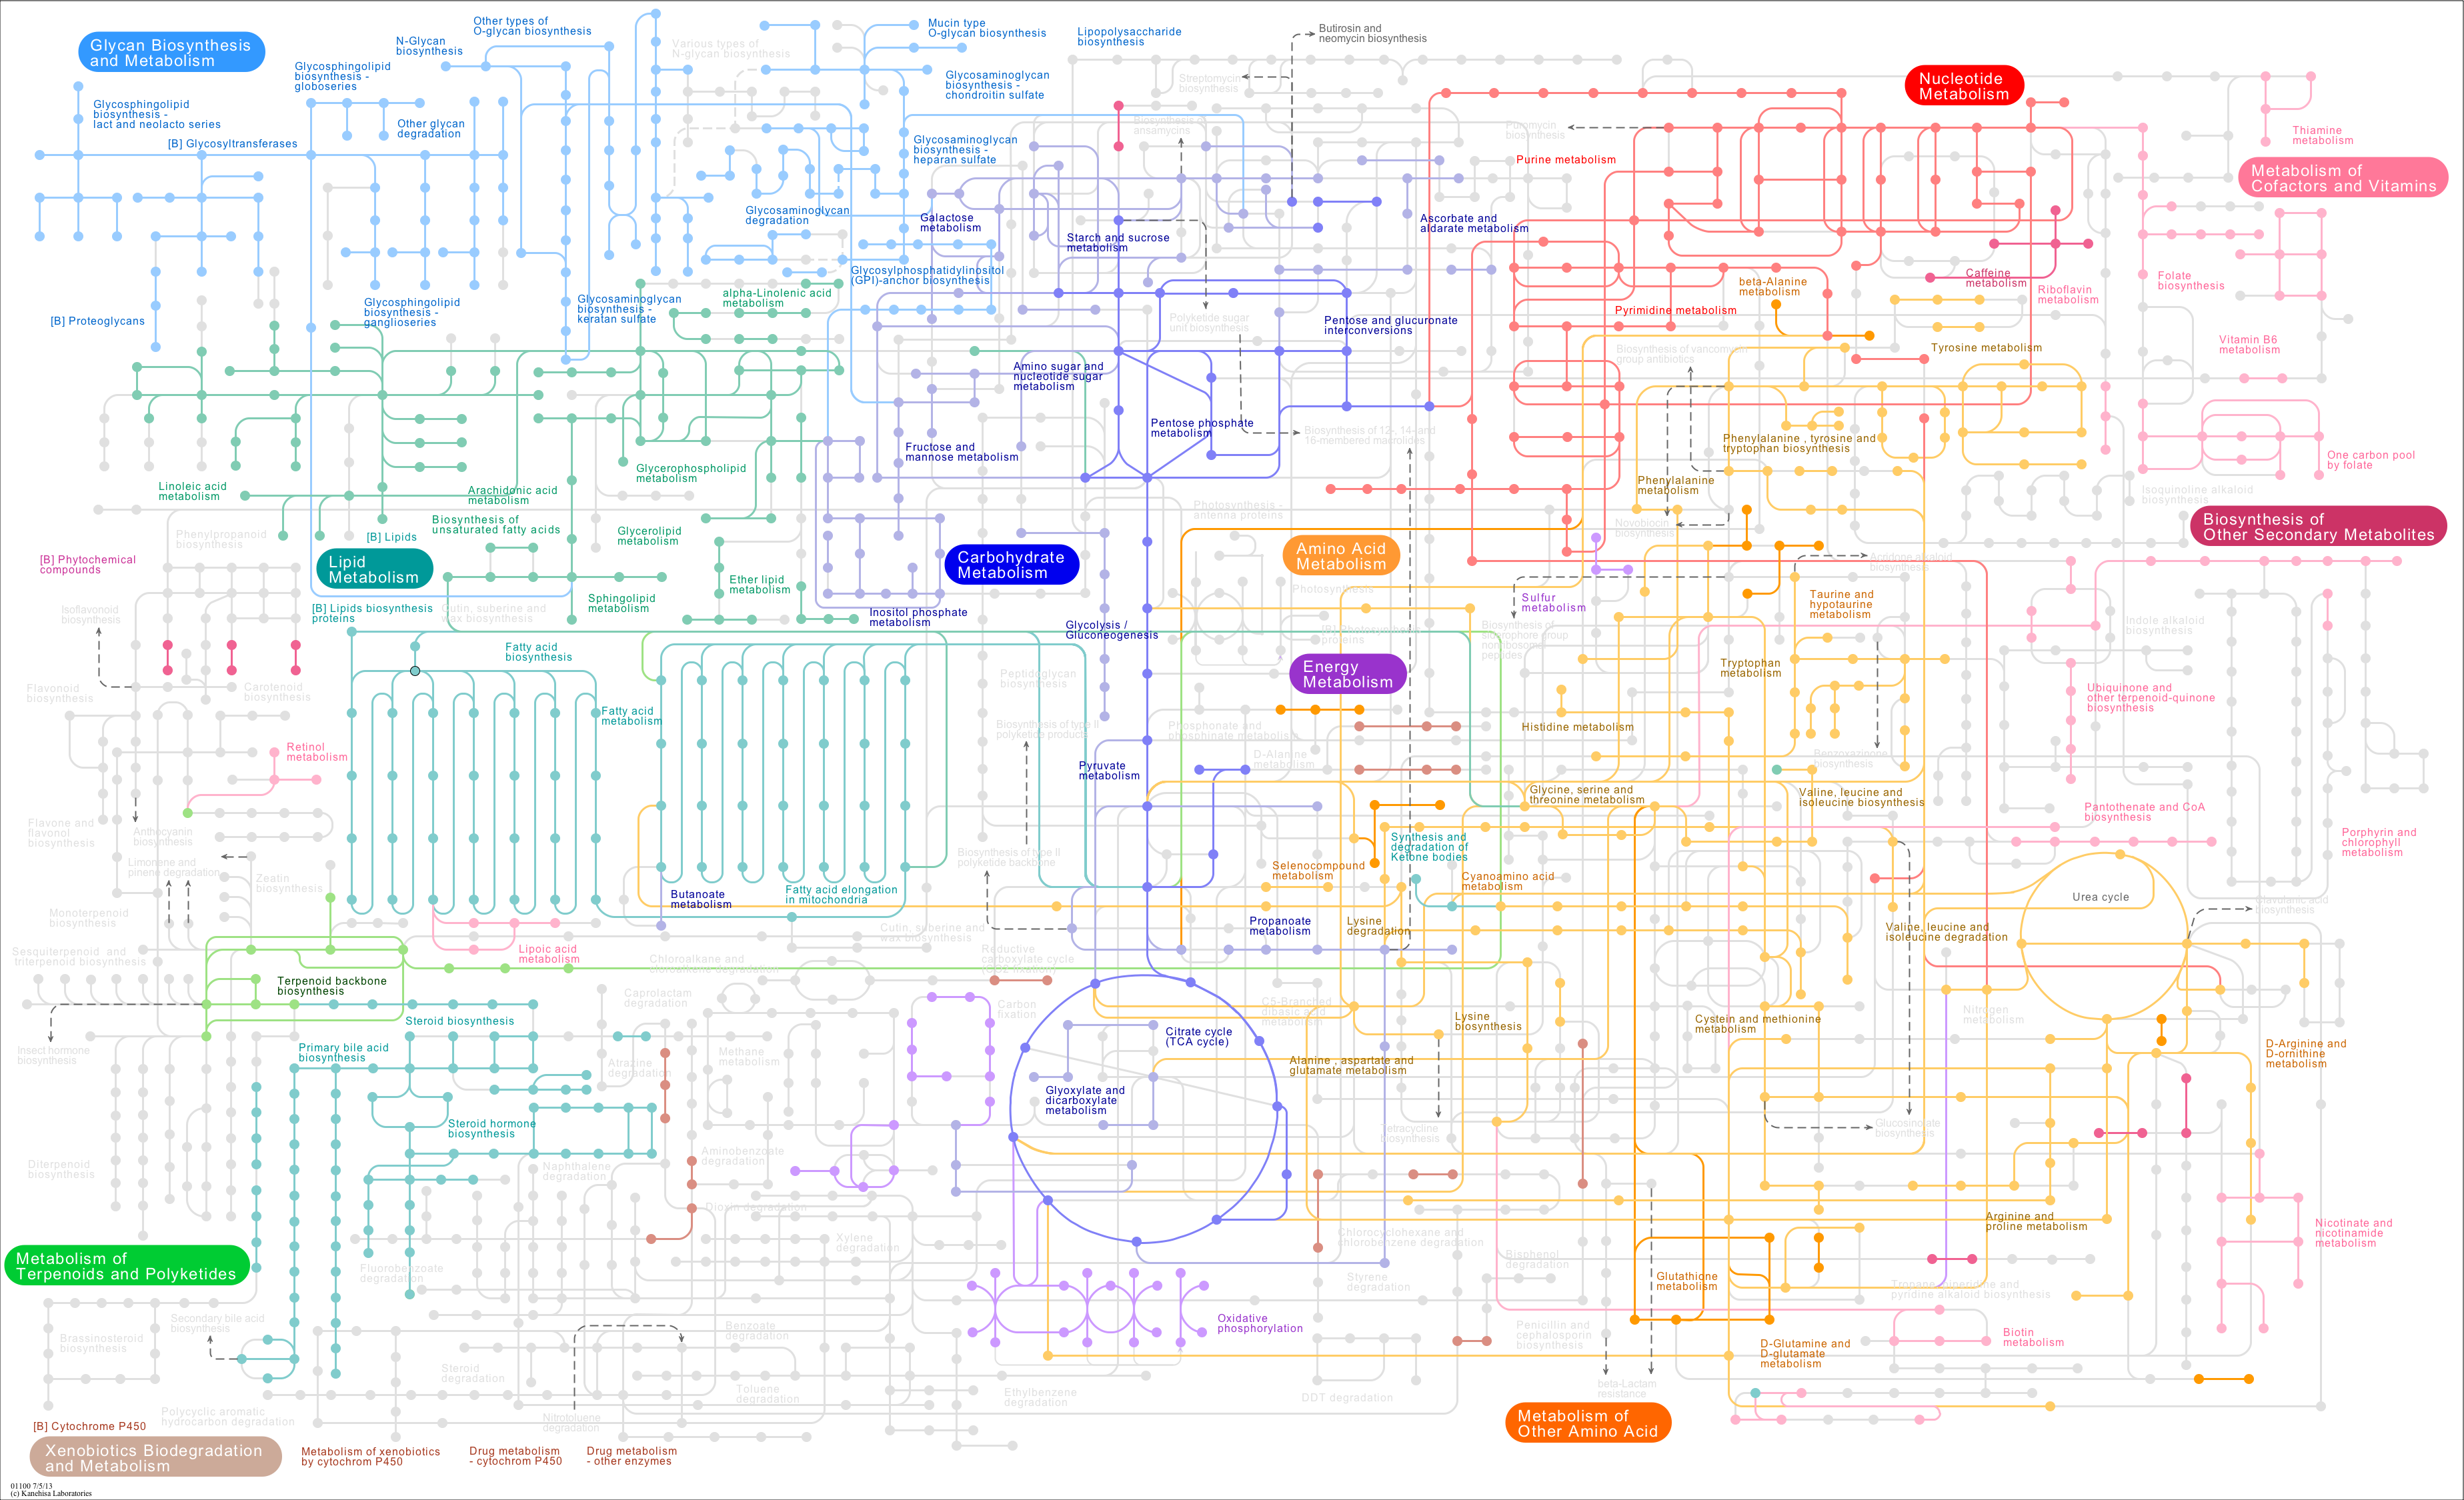 Glycan Biosynthesis
and Metabolism
Other types of
O-glycan biosynthesis
N-Glycan
biosynthesis
Various types of
N-glycan biosynthesis
Mucin type
O-glycan biosynthesis
Lipopolysaccharide
biosynthesis
Butirosin and
neomycin biosynthesis
Glycosphingolipid
biosynthesis -
globoseries
Glycosaminoglycan
biosynthesis -
chondroitin sulfate
Streptomycin
biosynthesis
Nucleotide
Metabolism
Glycosphingolipid
biosynthesis -
lact and neolacto series
Other glycan
degradation
[B] Glycosyltransferases
Glycosaminoglycan
biosynthesis -
heparan sulfate
Biosynthesis of
ansamycins
Puromycin
biosynthesis
Purine metabolism
Thiamine
metabolism
Metabolism of
Cofactors and Vitamins
Glycosaminoglycan
degradation
Galactose
metabolism
Starch and sucrose
metabolism
Ascorbate and
aldarate metabolism
Glycosylphosphatidylinositol
(GPI)-anchor biosynthesis
Caffeine
metabolism
beta-Alanine
metabolism
Riboflavin
metabolism
Folate
biosynthesis
[B] Proteoglycans
Glycosphingolipid
biosynthesis -
ganglioseries
Glycosaminoglycan
biosynthesis -
keratan sulfate
alpha-Linolenic acid
metabolism
Polyketide sugar
unit biosynthesis
Pentose and glucuronate
interconversions
Pyrimidine metabolism
Biosynthesis of vancomycin
group antibiotics
Tyrosine metabolism
Vitamin B6
metabolism
Amino sugar and
nucleotide sugar
metabolism
Pentose phosphate
metabolism
Biosynthesis of 12-, 14- and
16-membered macrolides
Fructose and
mannose metabolism
Phenylalanine , tyrosine and
tryptophan biosynthesis
One carbon pool
by folate
Linoleic acid
metabolism
Arachidonic acid
metabolism
Glycerophospholipid
metabolism
Phenylalanine
metabolism
Isoquinoline alkaloid
biosynthesis
Photosynthesis -
antenna proteins
Novobiocin
biosynthesis
Biosynthesis of
Other Secondary Metabolites
Phenylpropanoid
biosynthesis
[B] Lipids
Biosynthesis of
unsaturated fatty acids
Glycerolipid
metabolism
[B] Phytochemical
compounds
Lipid
Metabolism
Carbohydrate
Metabolism
Amino Acid
Metabolism
Acridone alkaloid
biosynthesis
Ether lipid
metabolism
Photosynthesis
Sphingolipid
metabolism
Isoflavonoid
biosynthesis
[B] Lipids biosynthesis
proteins
Cutin, suberine and
wax biosynthesis
Inositol phosphate
metabolism
Glycolysis /
Gluconeogenesis
[B] Photosynthesis
proteins
Sulfur
metabolism
Biosynthesis of
siderophore group
nonribosomal
peptides
Taurine and
hypotaurine
metabolism
Indole alkaloid
biosynthesis
Fatty acid
biosynthesis
Energy
Metabolism
Tryptophan
metabolism
Flavonoid
biosynthesis
Carotenoid
biosynthesis
Peptidoglycan
biosynthesis
Ubiquinone and
other terpenoid-quinone
biosynthesis
Fatty acid
metabolism
Biosynthesis of type II
polyketide products
Phosphonate and
phosphinate metabolism
Histidine metabolism
Retinol
metabolism
D-Alanine
metabolism
Benzoxazinone
biosynthesis
Pyruvate
metabolism
Glycine, serine and
threonine metabolism
Valine, leucine and
isoleucine biosynthesis
Pantothenate and CoA
biosynthesis
Flavone and
flavonol
biosynthesis
Anthocyanin
biosynthesis
Synthesis and
degradation of
Ketone bodies
Porphyrin and
chlorophyll
metabolism
Limonene and
pinene degradation
Zeatin
biosynthesis
Biosynthesis of type II
polyketide backbone
Selenocompound
metabolism
Cyanoamino acid
metabolism
Butanoate
metabolism
Fatty acid elongation
in mitochondria
Urea cycle
Clavulanic acid
biosynthesis
Monoterpenoid
biosynthesis
Propanoate
metabolism
Lysine
degradation
Valine, leucine and
isoleucine degradation
Cutin, suberine and
wax biosynthesis
Sesquiterpenoid and
triterpenoid biosynthesis
Lipoic acid
metabolism
Chloroalkane and
chloroalkene degradation
Reductive
carboxylate cycle
Terpenoid backbone
biosynthesis
Caprolactam
degradation
Carbon
fixation
C5-Branched
dibasic acid
metabolism
Lysine
biosynthesis
Cystein and methionine
metabolism
Nitrogen
metabolism
Steroid biosynthesis
Citrate cycle
(TCA cycle)
Insect hormone
biosynthesis
Primary bile acid
biosynthesis
Methane
metabolism
Atrazine
degradation
Alanine , aspartate and
glutamate metabolism
D-Arginine and
D-ornithine
metabolism
Glyoxylate and
dicarboxylate
metabolism
Steroid hormone
biosynthesis
Tetracycline
biosynthesis
Glucosinolate
biosynthesis
Aminobenzoate
degradation
Diterpenoid
biosynthesis
Naphthalene
degradation
Dioxin degradation
Arginine and
proline metabolism
Nicotinate and
nicotinamide
metabolism
Xylene
degradation
Chlorocyclohexane and
chlorobenzene degradation
Bisphenol
degradation
Metabolism of
Terpenoids and Polyketides
Fluorobenzoate
degradation
Styrene
degradation
Glutathione
metabolism
Tropane, piperidine and
pyridine alkaloid biosynthesis
Secondary bile acid
biosynthesis
Oxidative
phosphorylation
Penicillin and
cephalosporin
biosynthesis
Brassinosteroid
biosynthesis
Benzoate
degradation
Biotin
metabolism
D-Glutamine and
D-glutamate
metabolism
Steroid
degradation
Toluene
degradation
Ethylbenzene
degradation
DDT degradation
beta-Lactam
resistance
Polycyclic aromatic
hydrocarbon degradation
Nitrotoluene
degradation
Metabolism of
Other Amino Acid
[B] Cytochrome P450
Xenobiotics Biodegradation
and Metabolism
Metabolism of xenobiotics
by cytochrom P450
Drug metabolism
- cytochrom P450
Drug metabolism
- other enzymes
01100 7/5/13
(c) Kanehisa Laboratories